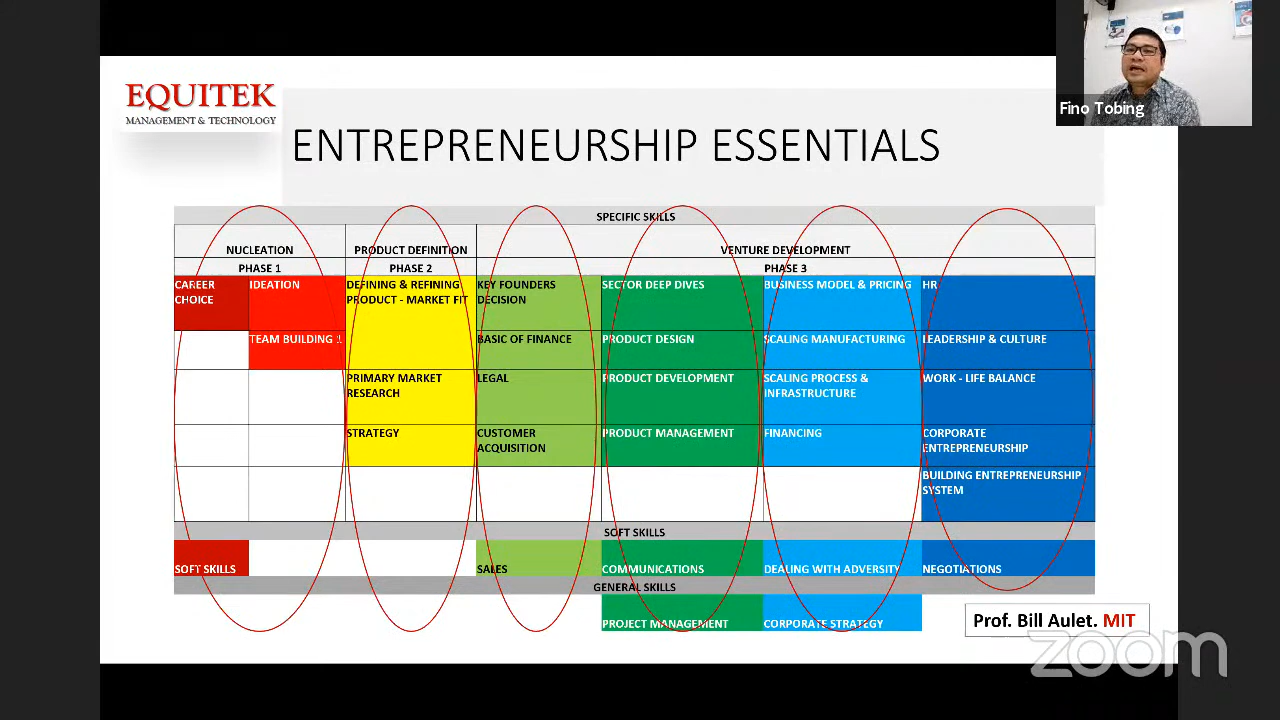 EQUITEK
MANAGEMENT & TECHNOLOGY
Fino Tobing
ENTREPRENEURSHIP ESSENTIALS
SPECIFIC SKILLS
NUCLEATION
PRODUCT DEFINITION
VENTURE DEVELOPMENT
PHASE 1
PHASE 2
PHASE 3
CAREER
CHOICE
IDEATION
DEFINING & REFINING
PRODUCT - MARKET FIT
KEY FOUNDERS
DECISION
SECTOR DEEP DIVES
BUSINESS MODEL & PRICING
HR
TEAM BUILDING 1
BASIC OF FINANCE
PRODUCT DESIGN
SCALING MANUFACTURING
LEADERSHIP & CULTURE
PRIMARY MARKET
RESEARCH
LEGAL
PRODUCT DEVELOPMENT
SCALING PROCESS &
INFRASTRUCTURE
WORK - LIFE BALANCE
STRATEGY
CUSTOMER
ACQUISITION
PRODUCT MANAGEMENT
FINANCING
CORPORATE
ENTREPRENEURSHIP
BUILDING ENTREPRENEURSHIP
SYSTEM
SOFT SKILLS
SOFT SKILLS
SALES
COMMUNICATIONS
DEALING WITH ADVERSITY
NEGOTIATIONS
GENERAL SKILLS
PROJECT MANAGEMENT
CORPORATE STRATEGY
Prof. Bill Aulet. MIT
zoom